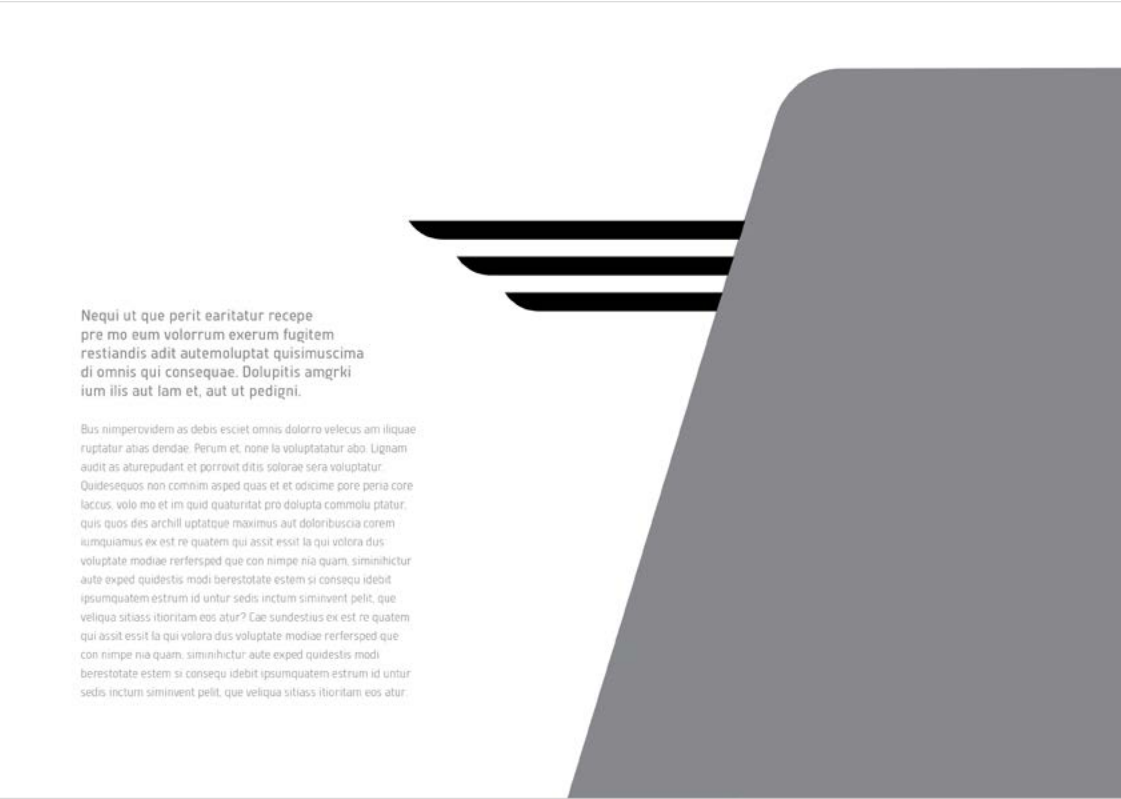 Nequi ut que perit earitatur recepe
pre mo eum volorrum exerum fugitem
restiandis adit autemoluptat quisimuscima
di omnis qui consequae. Dolupitis amgrki
ium ilis aut lam et, aut ut pedigni.
Bus nimperovidem as debis esciet omnis dolorro velecus am iliquae
ruptatur atias dendae. Perum et, none la voluptatatur abo. Lignam
audit as aturepudant et porrovit ditis solorae sera voluptatur.
Quidesequos non comnim asped quas et et odicime pore peria core
laccus, volo mo et im quid quaturitat pro dolupta commolu ptatur,
quis quos des archill uptatque maximus aut doloribuscia corem
iumquiamus ex est re quatem qui assit essit la qui volora dus
voluptate modiae rerfersped que con nimpe nia quam, siminihictur
aute exped quidestis modi berestotate estem si consequ idebit
ipsumquatem estrum id untur sedis inctum siminvent pelit, que
veliqua sitiass itioritam eos atur? Cae sundestius ex est re quatem
qui assit essit la qui volora dus voluptate modiae rerfersped que
con nimpe nia quam, siminihictur aute exped quidestis modi
berestotate estem si consequ idebit ipsumquatem estrum id untur
sedis inctum siminvent pelit, que veliqua sitiass itioritam eos atur.